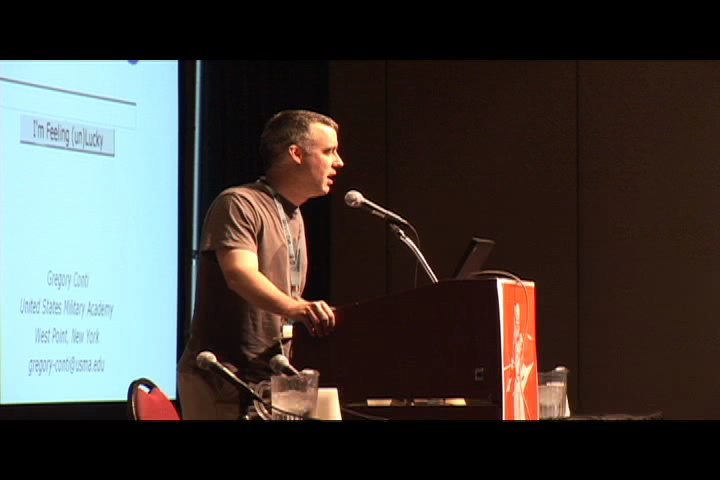 I'm Feeling (un)Lucky
Gregory Conti
United States Military Academy
West Point, New York
gregory-conti@usma.edu